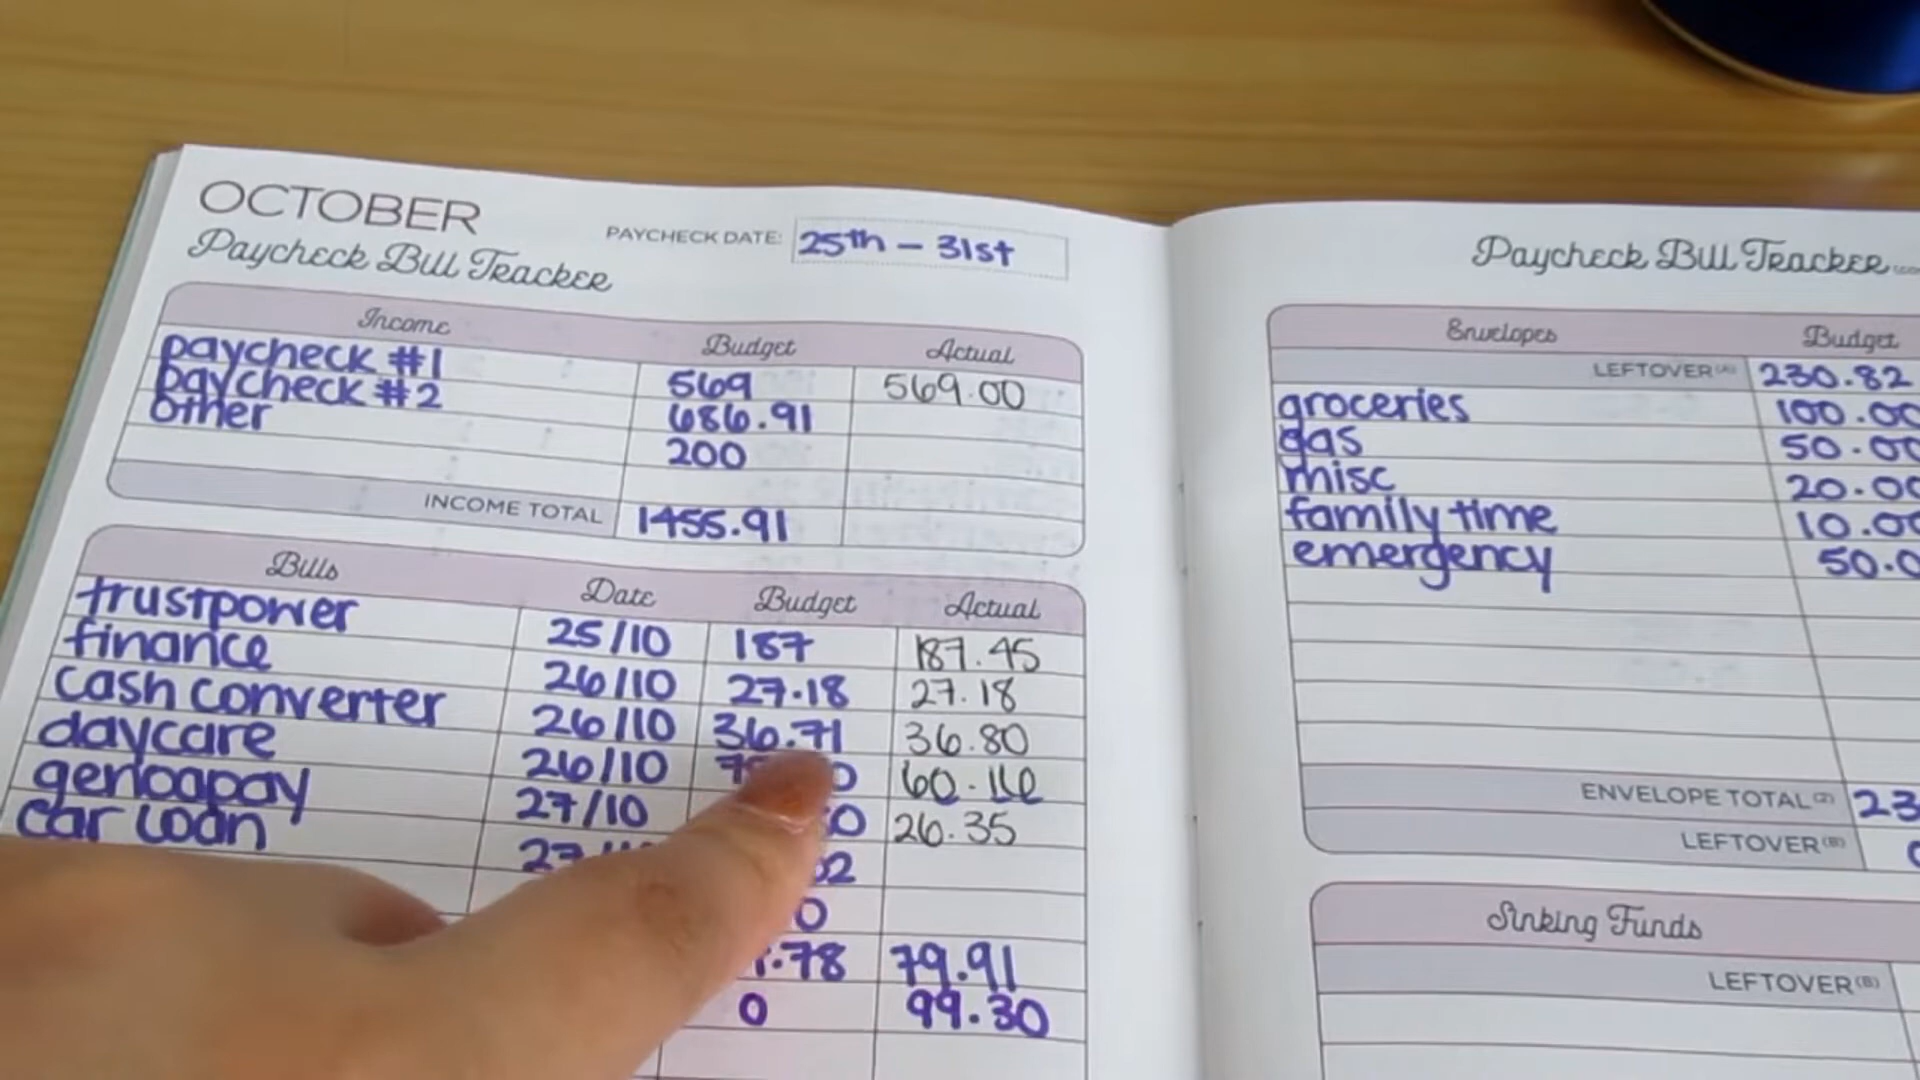 OCTOBER
Paycheck Bill Tracker
PAYCHECK DATE: 25th - 31st
Income Budget Actual
paycheck #1 569 569.00
paycheck #2 686.91
other 200
INCOME TOTAL 1455.91
Bills Date Budget Actual
trustpower 25/10 187 187.45
finance 26/10 27.18 27.18
cash converter 26/10 36.71 36.80
daycare 26/10 60.16
genoapay 27/10 26.35
car loan
79.91
0 99.30
Paycheck Bill Tracker
Envelopes Budget
LEFTOVER (A) 230.82
groceries 100.00
gas 50.00
misc 20.00
family time 10.00
emergency 50.0
ENVELOPE TOTAL (Z) 23
LEFTOVER (B)
Sinking Funds
LEFTOVER (B)